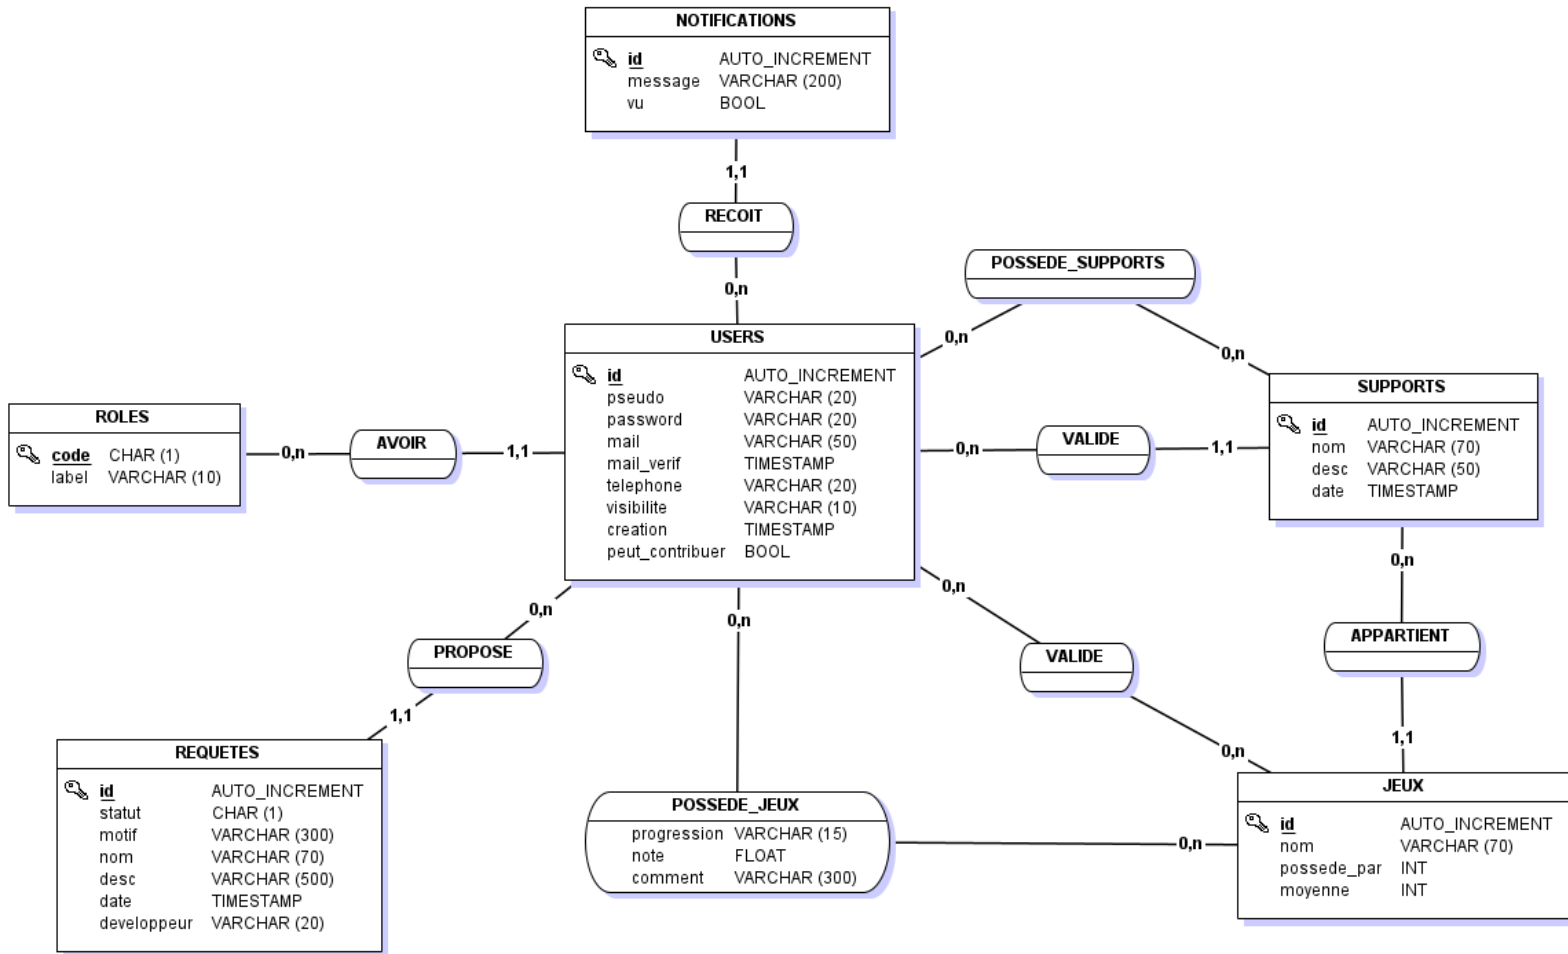 NOTIFICATIONS
id AUTO_INCREMENT
message VARCHAR (200)
vu BOOL
1,1
RECOIT
0,n
POSSEDE_SUPPORTS
0,n
0,n
USERS
id AUTO_INCREMENT
pseudo VARCHAR (20)
password VARCHAR (20)
mail VARCHAR (50)
mail_verif TIMESTAMP
telephone VARCHAR (20)
visibilite VARCHAR (10)
creation TIMESTAMP
peut_contribuer BOOL
SUPPORTS
id AUTO_INCREMENT
nom VARCHAR (70)
desc VARCHAR (50)
date TIMESTAMP
ROLES
code CHAR (1)
label VARCHAR (10)
0,n
AVOIR
1,1
0,n
VALIDE
1,1
0,n
APPARTIENT
1,1
0,n
PROPOSE
1,1
0,n
0,n
VALIDE
0,n
REQUETES
id AUTO_INCREMENT
statut CHAR (1)
motif VARCHAR (300)
nom VARCHAR (70)
desc VARCHAR (500)
date TIMESTAMP
developpeur VARCHAR (20)
POSSEDE_JEUX
progression VARCHAR (15)
note FLOAT
comment VARCHAR (300)
0,n
JEUX
id AUTO_INCREMENT
nom VARCHAR (70)
possede_par INT
moyenne INT